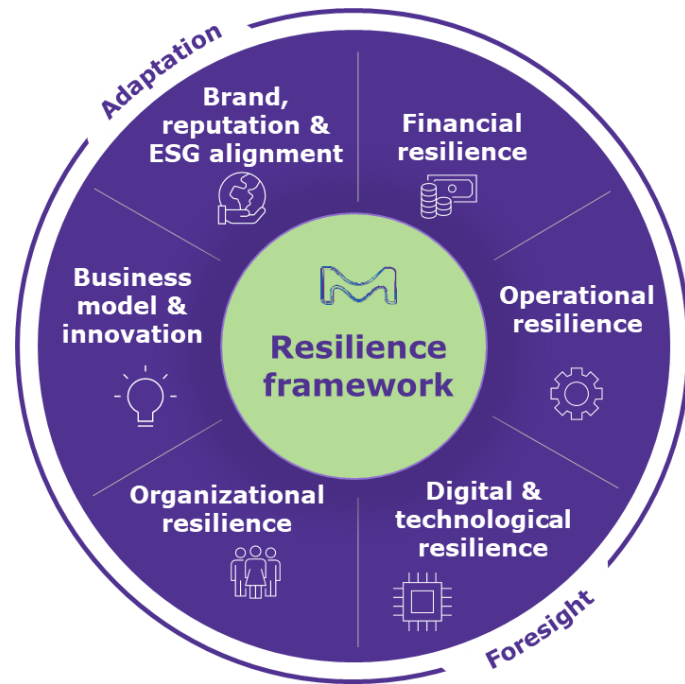 Adaptation
Brand,
reputation &
ESG alignment
Financial
resilience
Business
model &
innovation
Operational
resilience
Resilience
framework
Organizational
resilience
Digital &
technological
resilience
Foresight